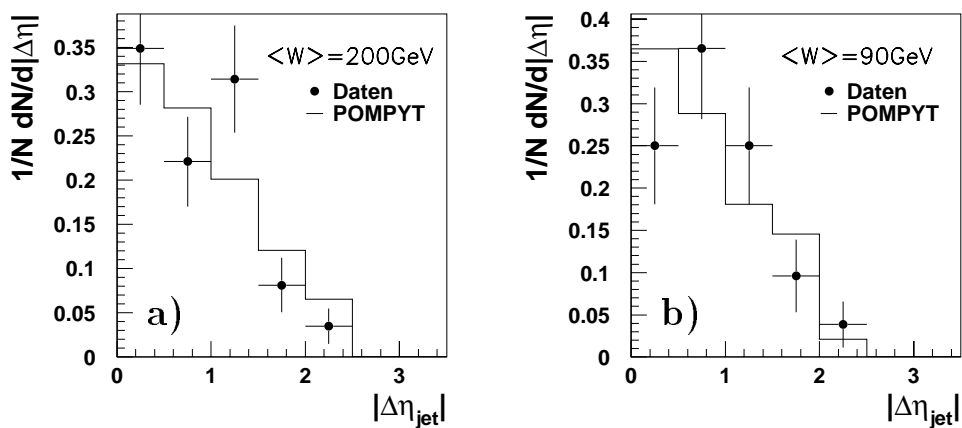 1/N dN/d|Δη|
0.35
0.3
0.25
0.2
0.15
0.1
0.05
0
<W>=200GeV
Daten
POMPYT
a)
0 1 2 3
|Δη_jet|
1/N dN/d|Δη|
0.4
0.35
0.3
0.25
0.2
0.15
0.1
0.05
0
<W>=90GeV
Daten
POMPYT
b)
0 1 2 3
|Δη_jet|